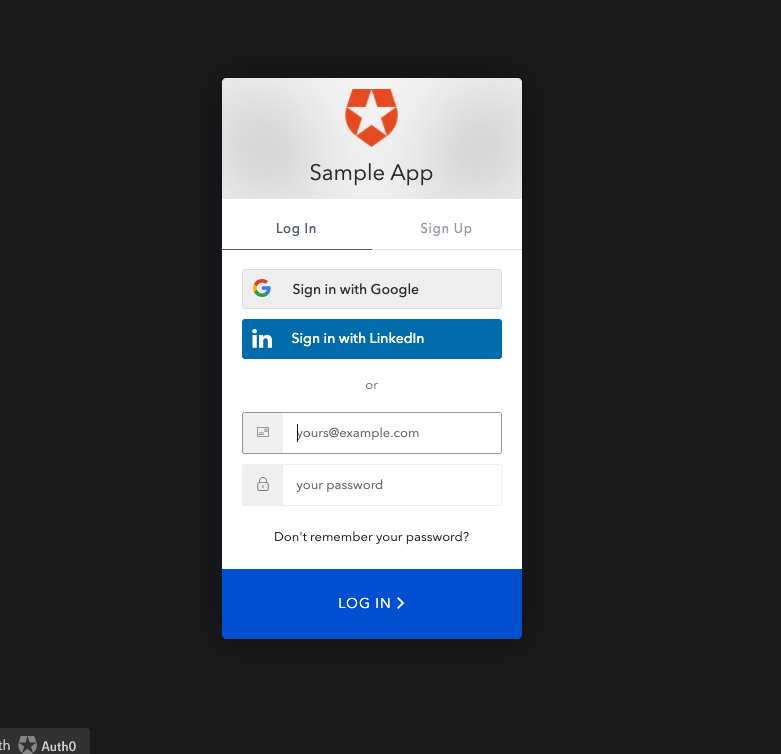 Sample App
Log In Sign Up
Sign in with Google
in Sign in with LinkedIn
or
yours@example.com
your password
Don't remember your password?
LOG IN
Auth0